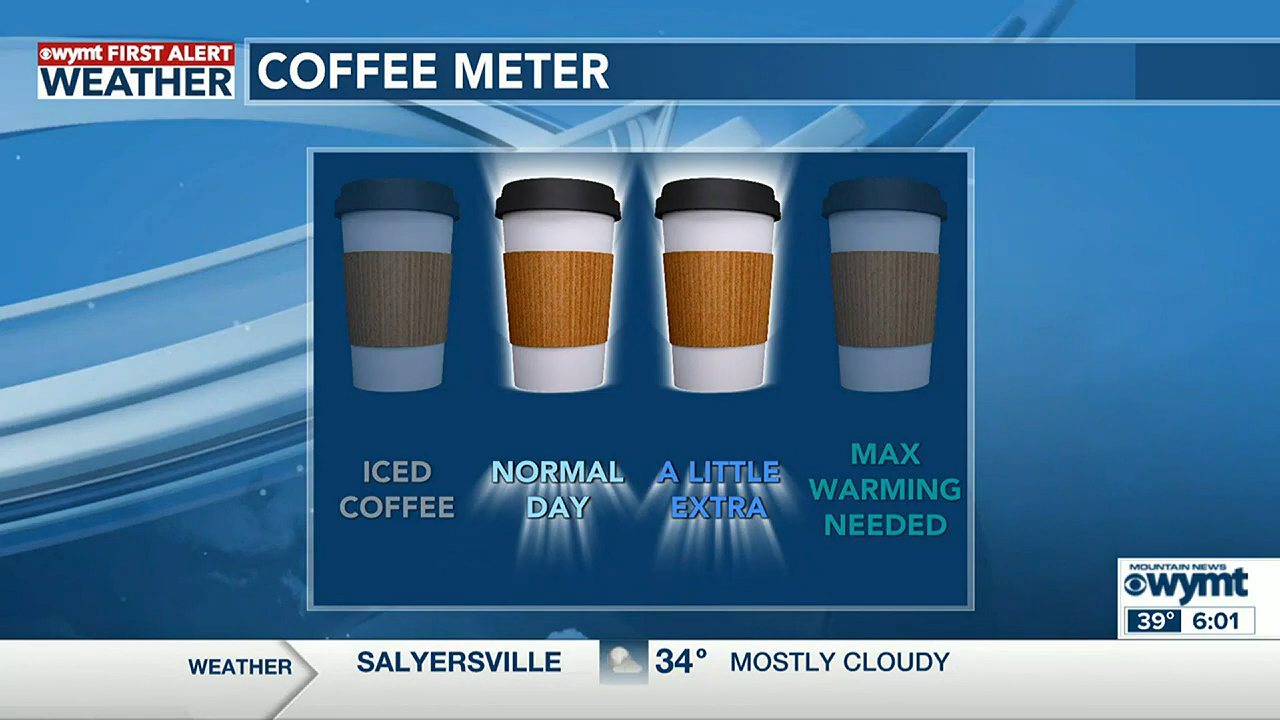 wymt FIRST ALERT
WEATHER
COFFEE METER
ICED
COFFEE
NORMAL
DAY
A LITTLE
EXTRA
MAX
WARMING
NEEDED
MOUNTAIN NEWS
wymt
39° 6:01
WEATHER SALYERSVILLE 34° MOSTLY CLOUDY